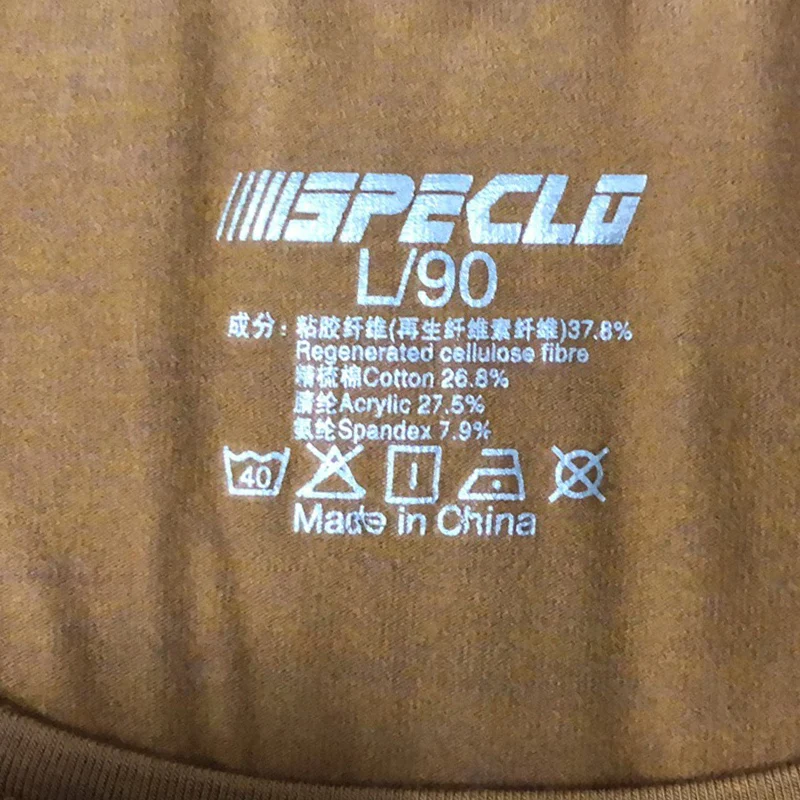 SPECLO
L/90
成分：粘胶纤维(再生纤维素纤维)37.8%
Regenerated cellulose fibre
精梳棉Cotton 26.8%
腈纶Acrylic 27.5%
氨纶Spandex 7.9%
40
Made in China